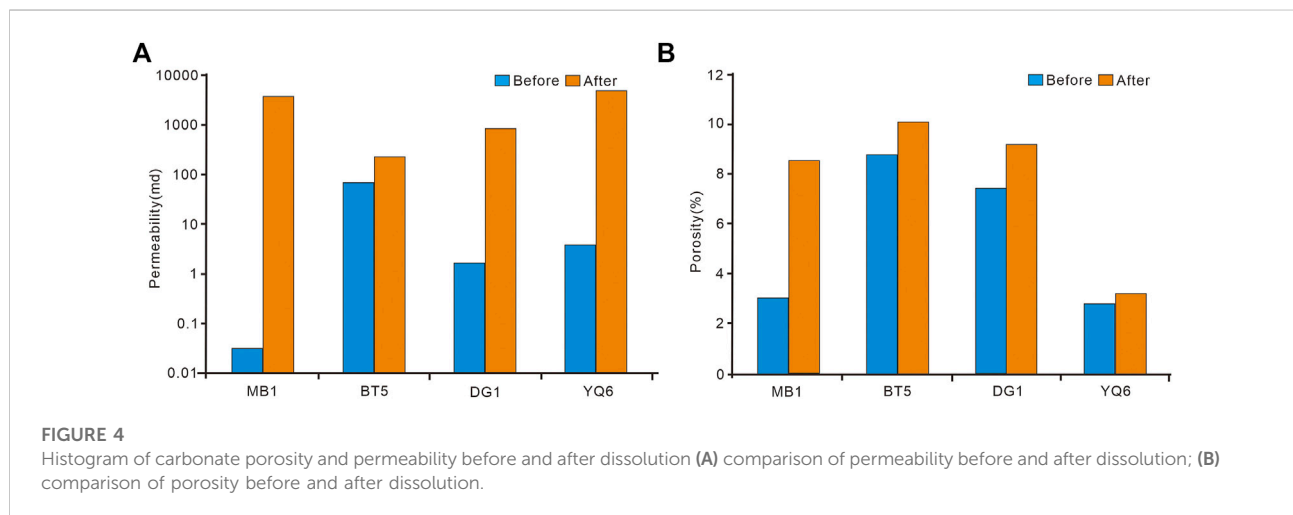 A
Before After
Permeability(md)
10000
1000
100
10
1
0.1
0.01
MB1 BT5 DG1 YQ6
B
Before After
Porosity(%)
12
10
8
6
4
2
0
MB1 BT5 DG1 YQ6
FIGURE 4
Histogram of carbonate porosity and permeability before and after dissolution (A) comparison of permeability before and after dissolution; (B)
comparison of porosity before and after dissolution.